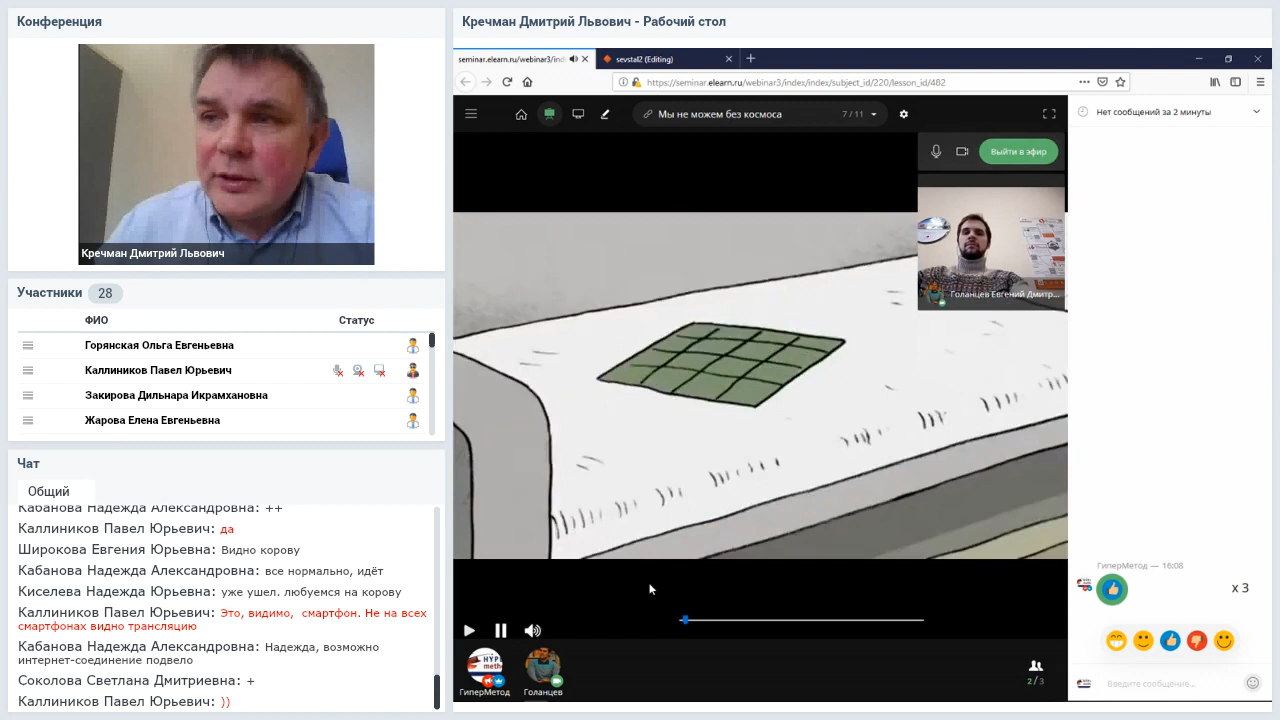 Конференция
Кречман Дмитрий Львович
Участники 28
ФИО Статус
Горянская Ольга Евгеньевна
Каллиников Павел Юрьевич
Закирова Дильнара Икрамхановна
Жарова Елена Евгеньевна
Чат
Общий
Кабанова Надежда Александровна: ++
Каллиников Павел Юрьевич: да
Широкова Евгения Юрьевна: Видно корову
Кабанова Надежда Александровна: все нормально, идёт
Киселева Надежда Юрьевна: уже ушел. любуемся на корову
Каллиников Павел Юрьевич: Это, видимо, смартфон. Не на всех
смартфонах видно трансляцию
Кабанова Надежда Александровна: Надежда, возможно
интернет-соединение подвело
Соколова Светлана Дмитриевна: +
Каллиников Павел Юрьевич: ))
Кречман Дмитрий Львович - Рабочий стол
seminar.elearn.ru/webinar3/ind
sevstal2 (Editing)
https://seminar.elearn.ru/webinar3/index/index/subject_id/220/lesson_id/482
Мы не можем без космоса 7 / 11
Выйти в эфир
Голанцев Евгений Дмитр...
ГиперМетод
Голанцев
2 / 3
Нет сообщений за 2 минуты
ГиперМетод — 16:08
x 3
Введите сообщение...